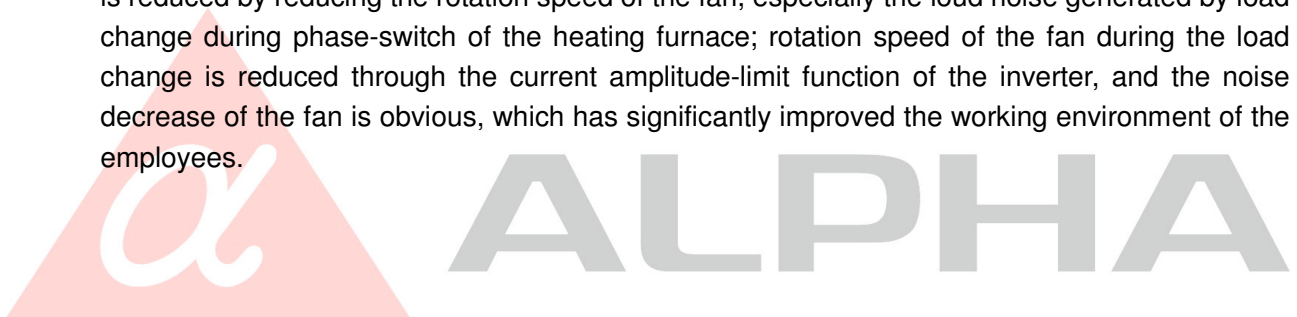 is reduced by reducing the rotation speed of the fan, especially the loud noise generated by load
change during phase-switch of the heating furnace; rotation speed of the fan during the load
change is reduced through the current amplitude-limit function of the inverter, and the noise
decrease of the fan is obvious, which has significantly improved the working environment of the
employees.
α ALPHA